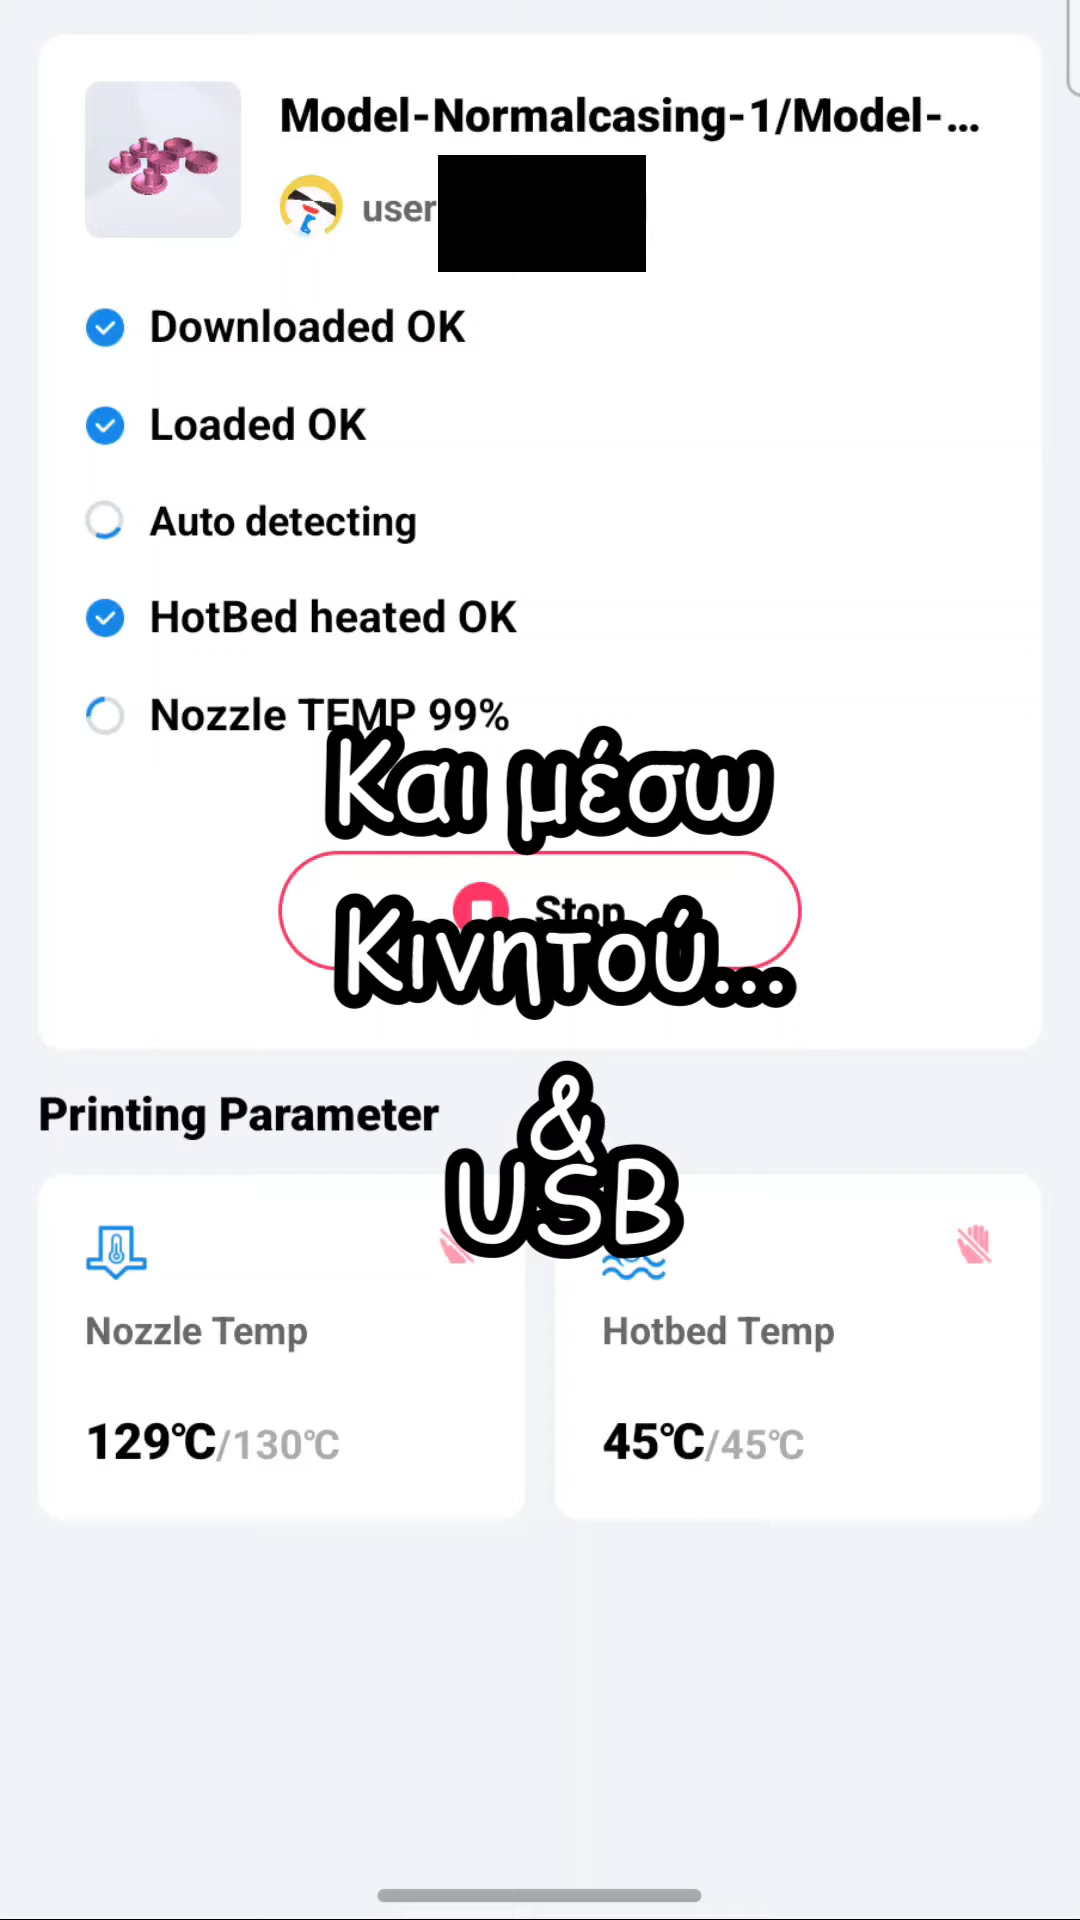 Model-Normalcasing-1/Model-...
user
Downloaded OK
Loaded OK
Auto detecting
HotBed heated OK
Nozzle TEMP 99%
Και μέσω
Stop
Κινητού...
&
USB
Printing Parameter
Nozzle Temp
Hotbed Temp
129℃/130℃
45℃/45℃